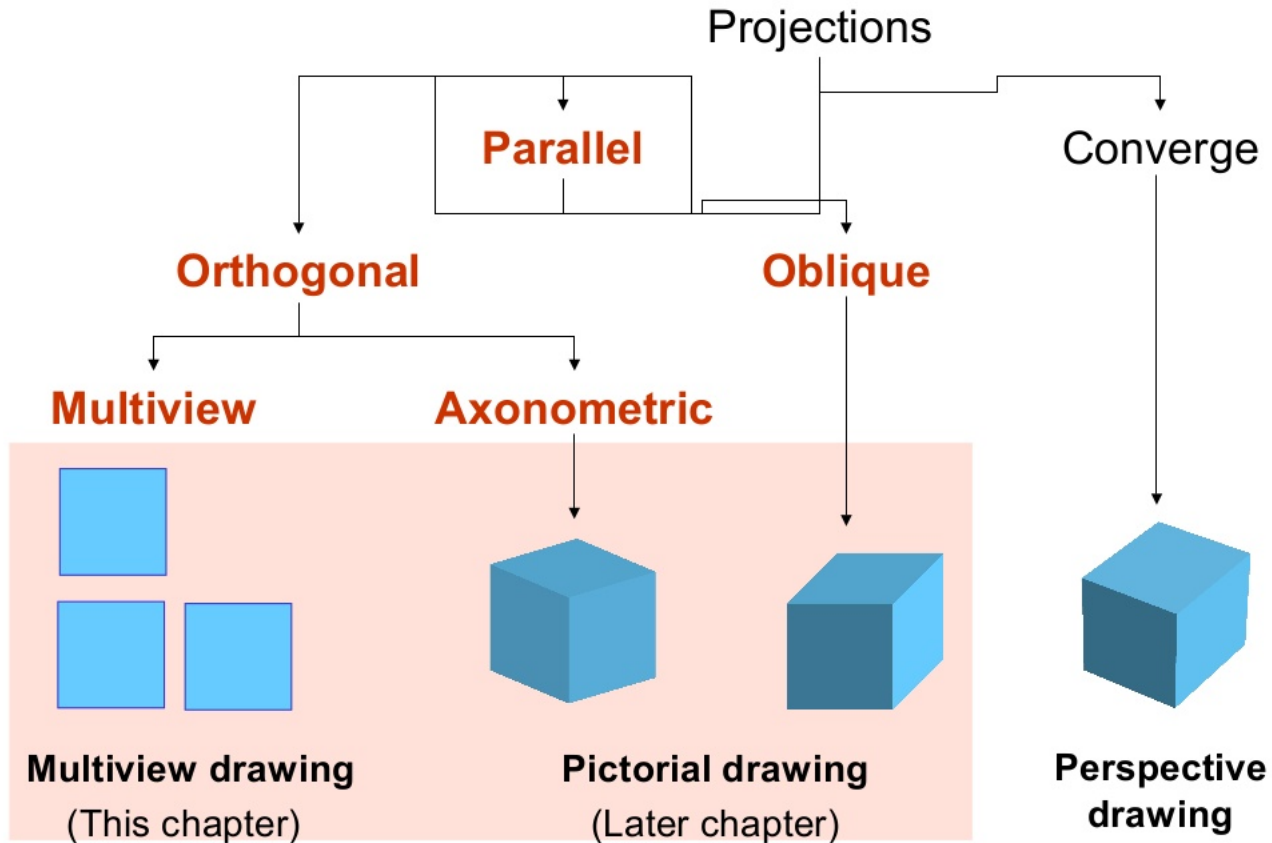 Projections
Parallel
Converge
Orthogonal
Oblique
Multiview
Axonometric
Multiview drawing
(This chapter)
Pictorial drawing
(Later chapter)
Perspective
drawing